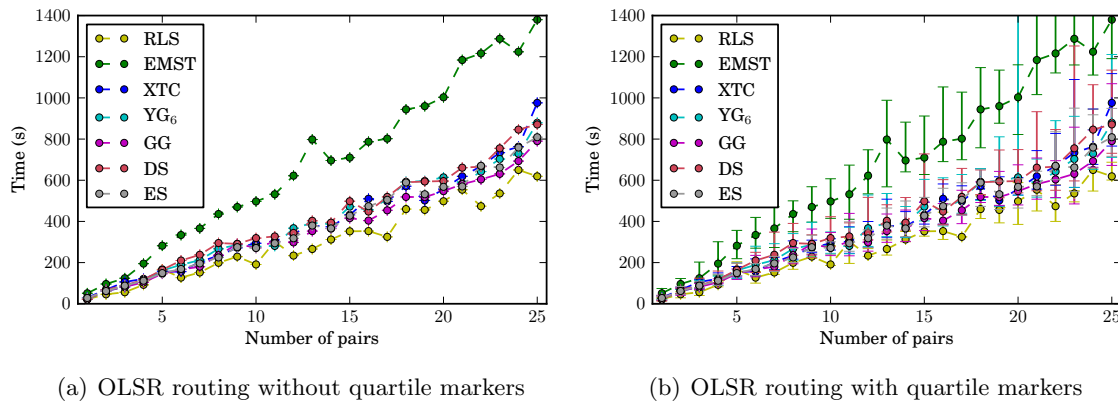 1400
1200
1000
800
600
400
200
0
Time (s)
RLS
EMST
XTC
YG₆
GG
DS
ES
5
10
15
20
25
Number of pairs
(a) OLSR routing without quartile markers
1400
1200
1000
800
600
400
200
0
Time (s)
RLS
EMST
XTC
YG₆
GG
DS
ES
5
10
15
20
25
Number of pairs
(b) OLSR routing with quartile markers